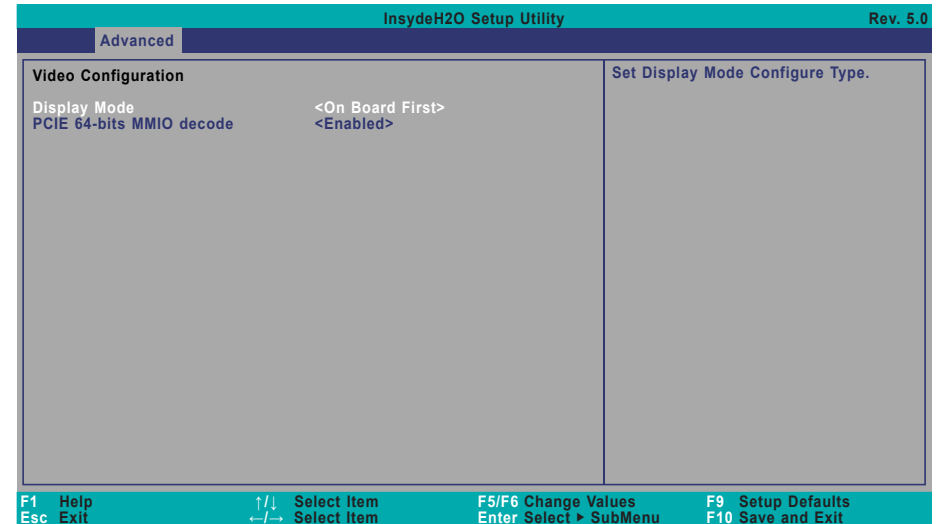 InsydeH2O Setup Utility Rev. 5.0
Advanced
Video Configuration
Set Display Mode Configure Type.
Display Mode <On Board First>
PCIE 64-bits MMIO decode <Enabled>
F1 Help ↑/↓ Select Item F5/F6 Change Values F9 Setup Defaults
Esc Exit ←/→ Select Item Enter Select ▶ SubMenu F10 Save and Exit